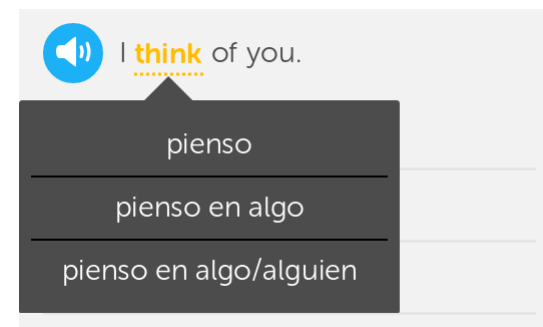 I think of you.
pienso
pienso en algo
pienso en algo/alguien